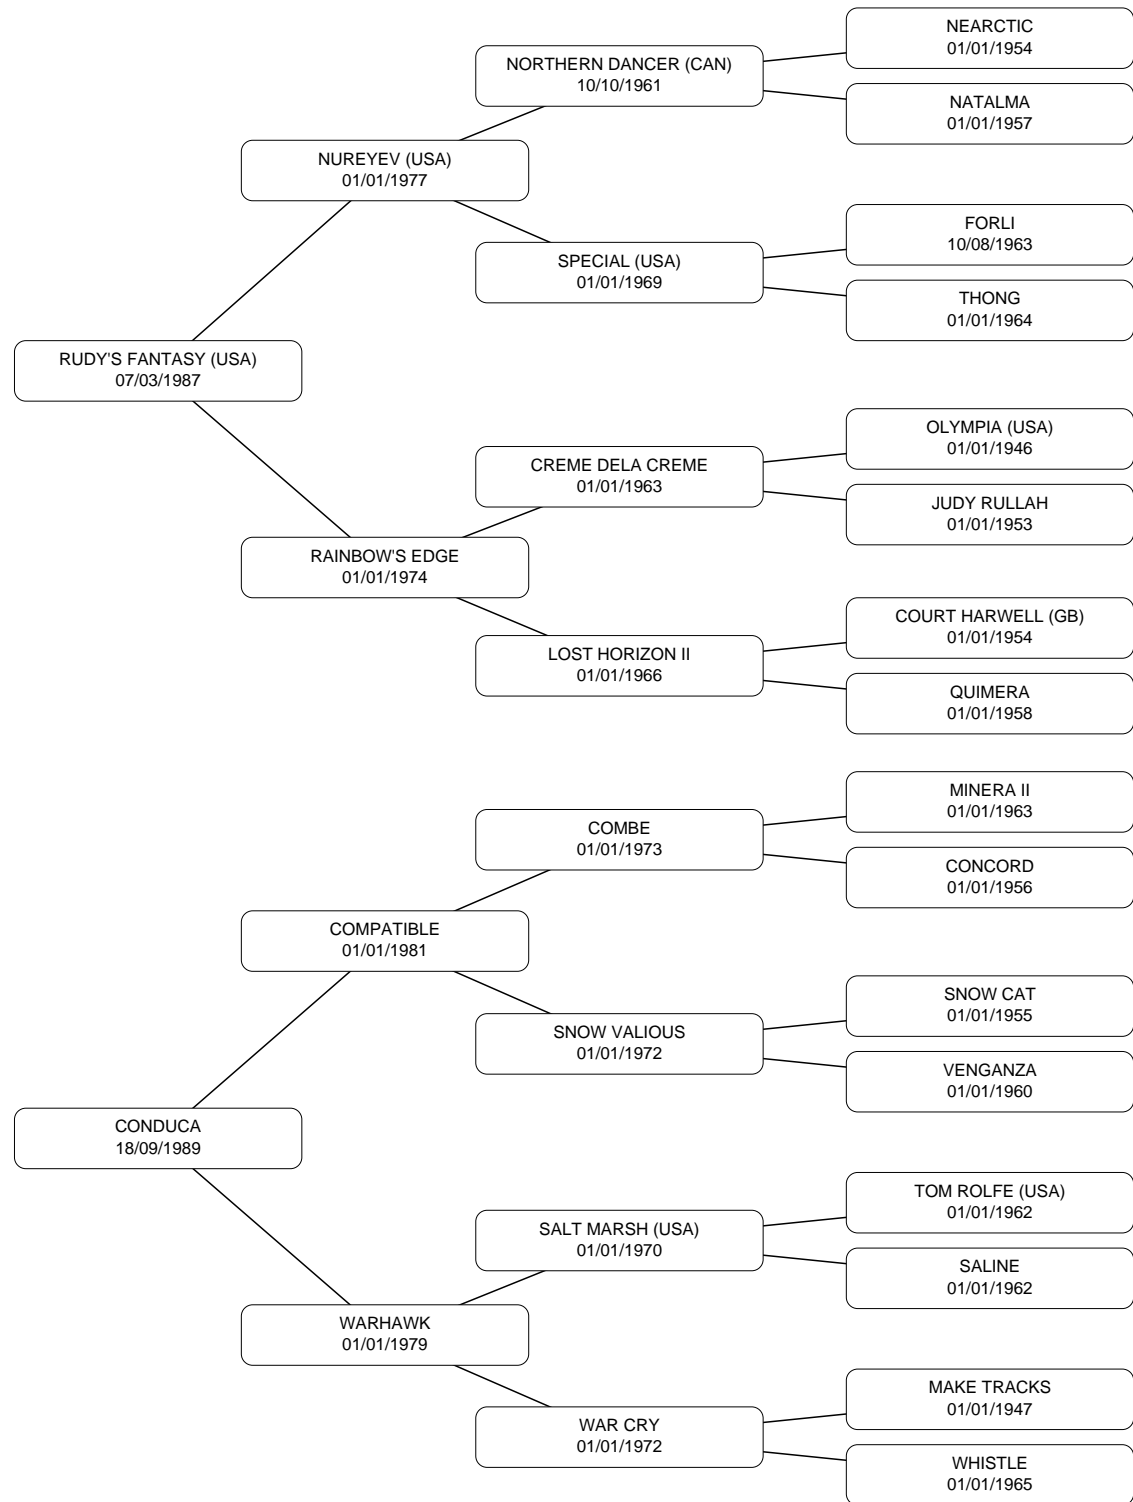 NEARCTIC
01/01/1954
NORTHERN DANCER (CAN)
10/10/1961
NATALMA
01/01/1957
NUREYEV (USA)
01/01/1977
FORLI
10/08/1963
SPECIAL (USA)
01/01/1969
THONG
01/01/1964
RUDY'S FANTASY (USA)
07/03/1987
OLYMPIA (USA)
01/01/1946
CREME DELA CREME
01/01/1963
JUDY RULLAH
01/01/1953
RAINBOW'S EDGE
01/01/1974
COURT HARWELL (GB)
01/01/1954
LOST HORIZON II
01/01/1966
QUIMERA
01/01/1958
MINERA II
01/01/1963
COMBE
01/01/1973
CONCORD
01/01/1956
COMPATIBLE
01/01/1981
SNOW CAT
01/01/1955
SNOW VALIOUS
01/01/1972
VENGANZA
01/01/1960
CONDUCA
18/09/1989
TOM ROLFE (USA)
01/01/1962
SALT MARSH (USA)
01/01/1970
SALINE
01/01/1962
WARHAWK
01/01/1979
MAKE TRACKS
01/01/1947
WAR CRY
01/01/1972
WHISTLE
01/01/1965